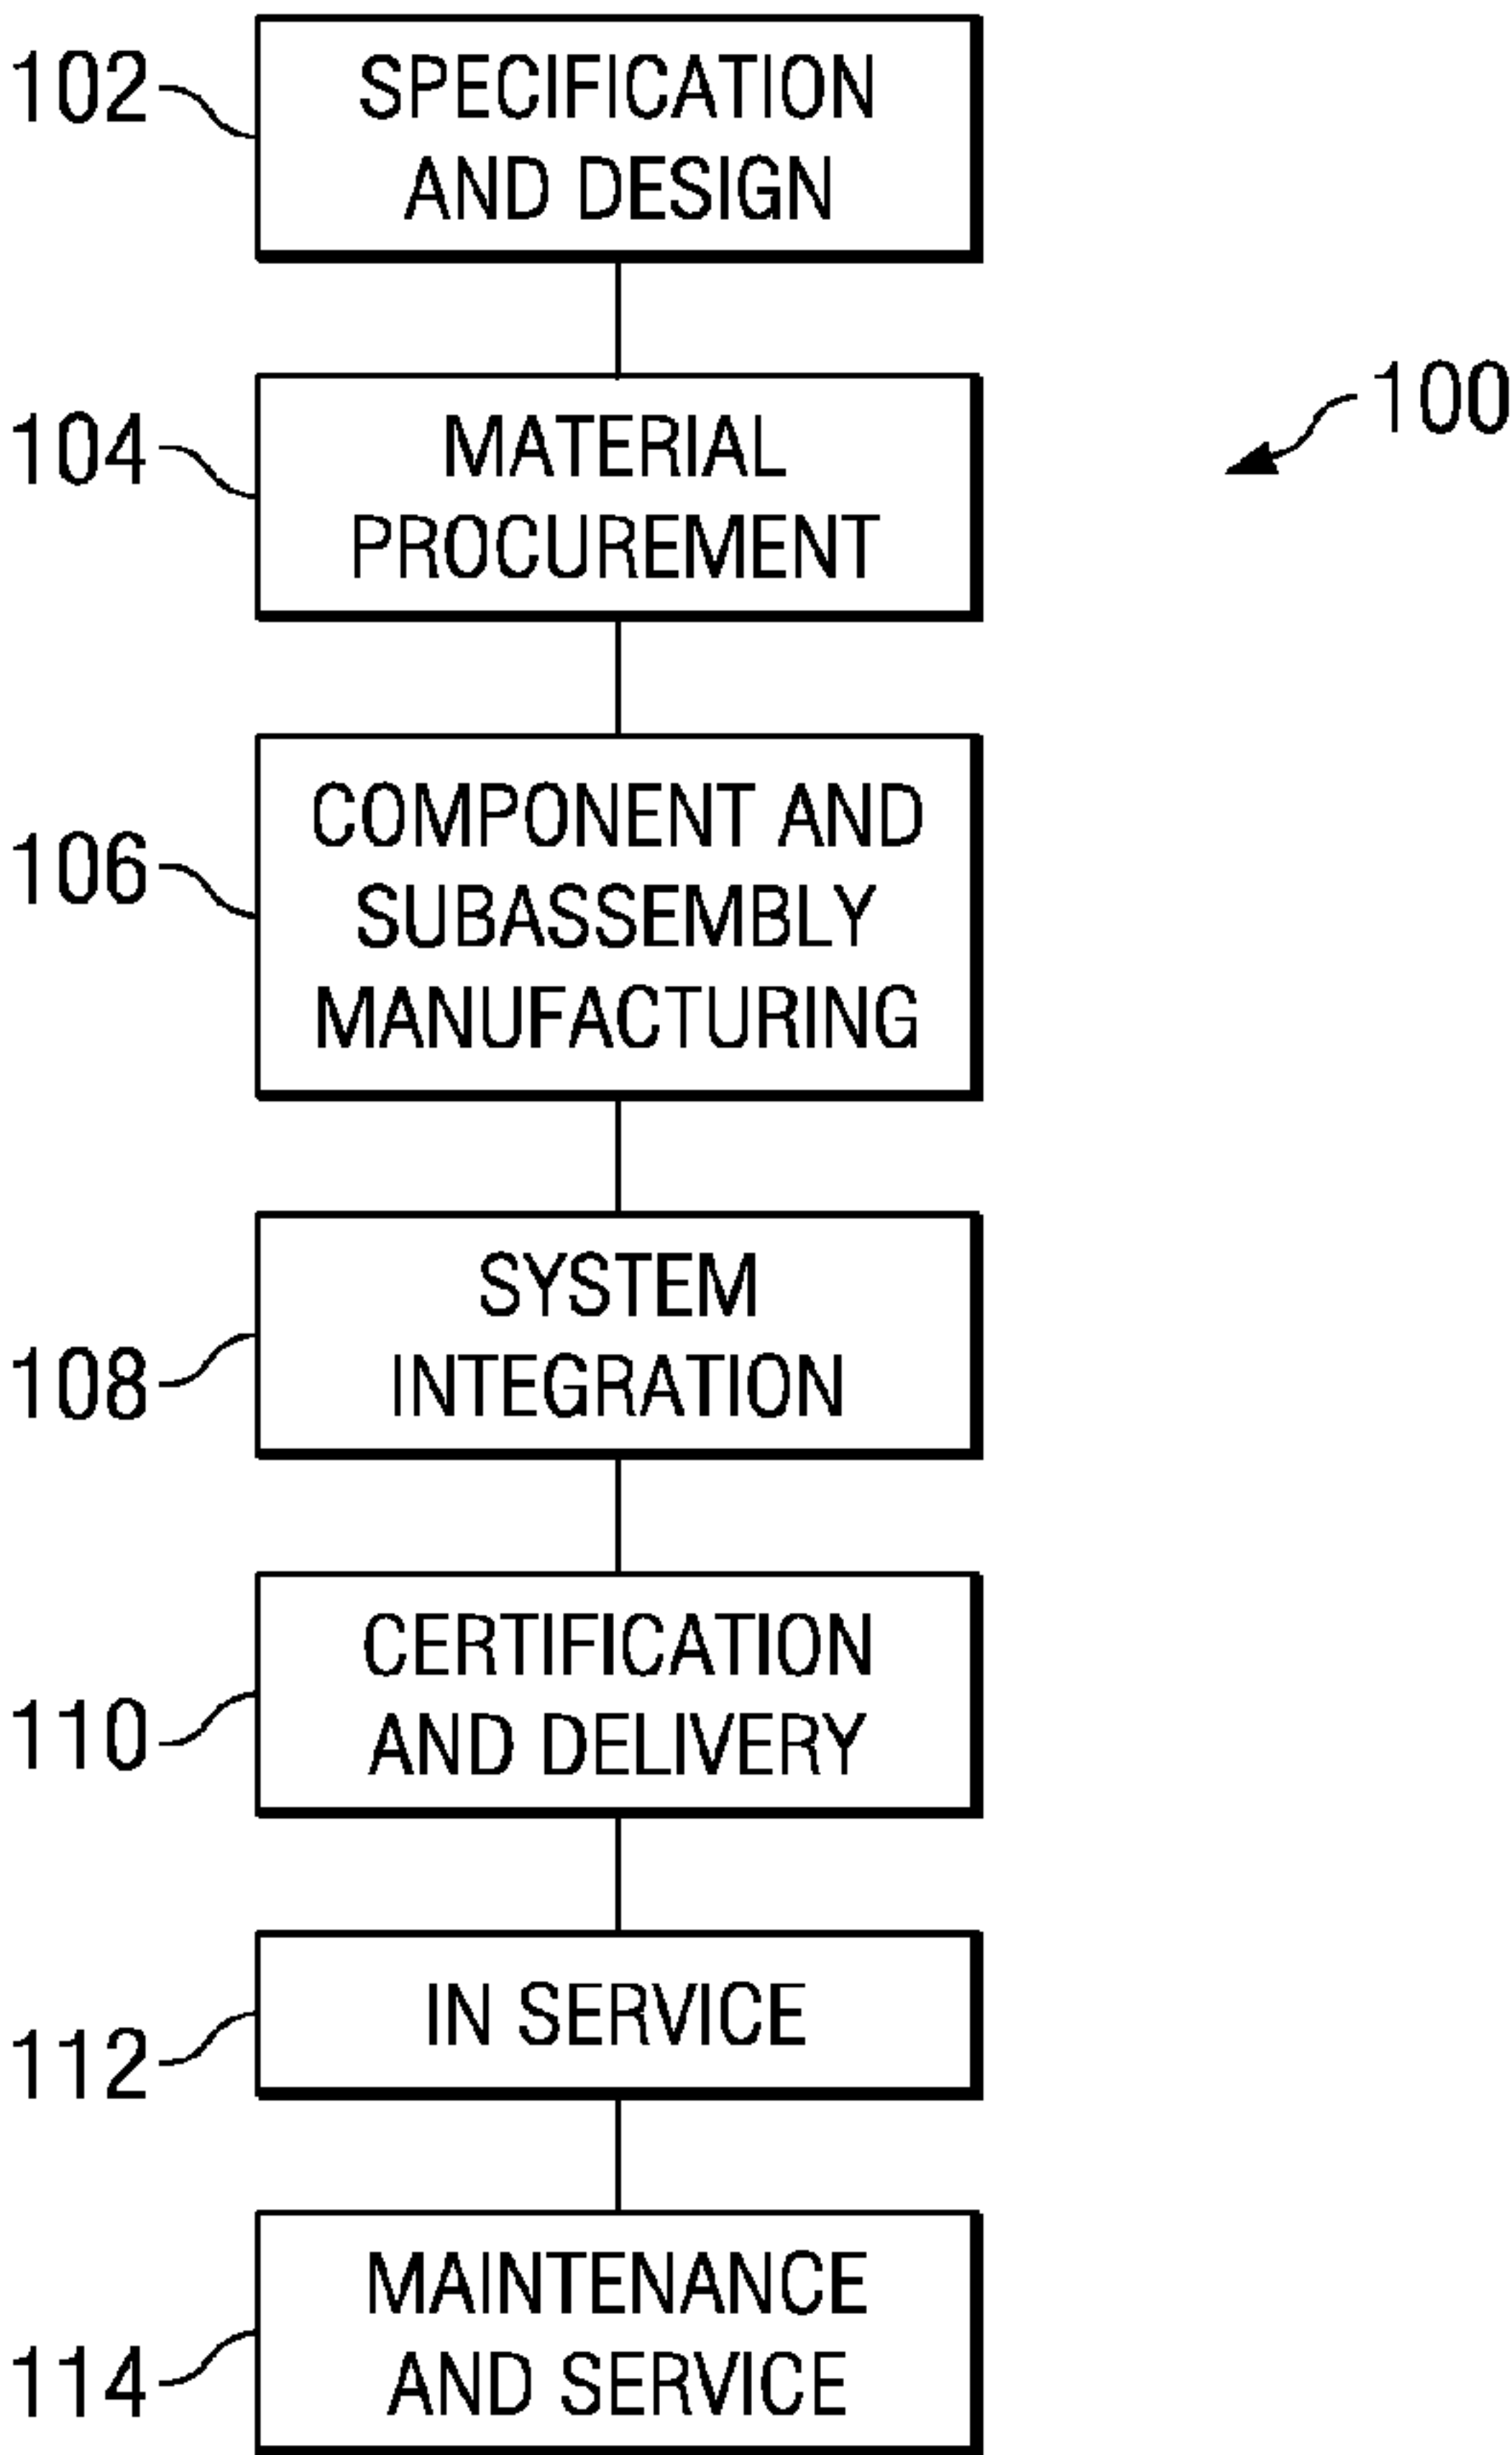 102
SPECIFICATION
AND DESIGN
100
104
MATERIAL
PROCUREMENT
106
COMPONENT AND
SUBASSEMBLY
MANUFACTURING
108
SYSTEM
INTEGRATION
110
CERTIFICATION
AND DELIVERY
112
IN SERVICE
114
MAINTENANCE
AND SERVICE